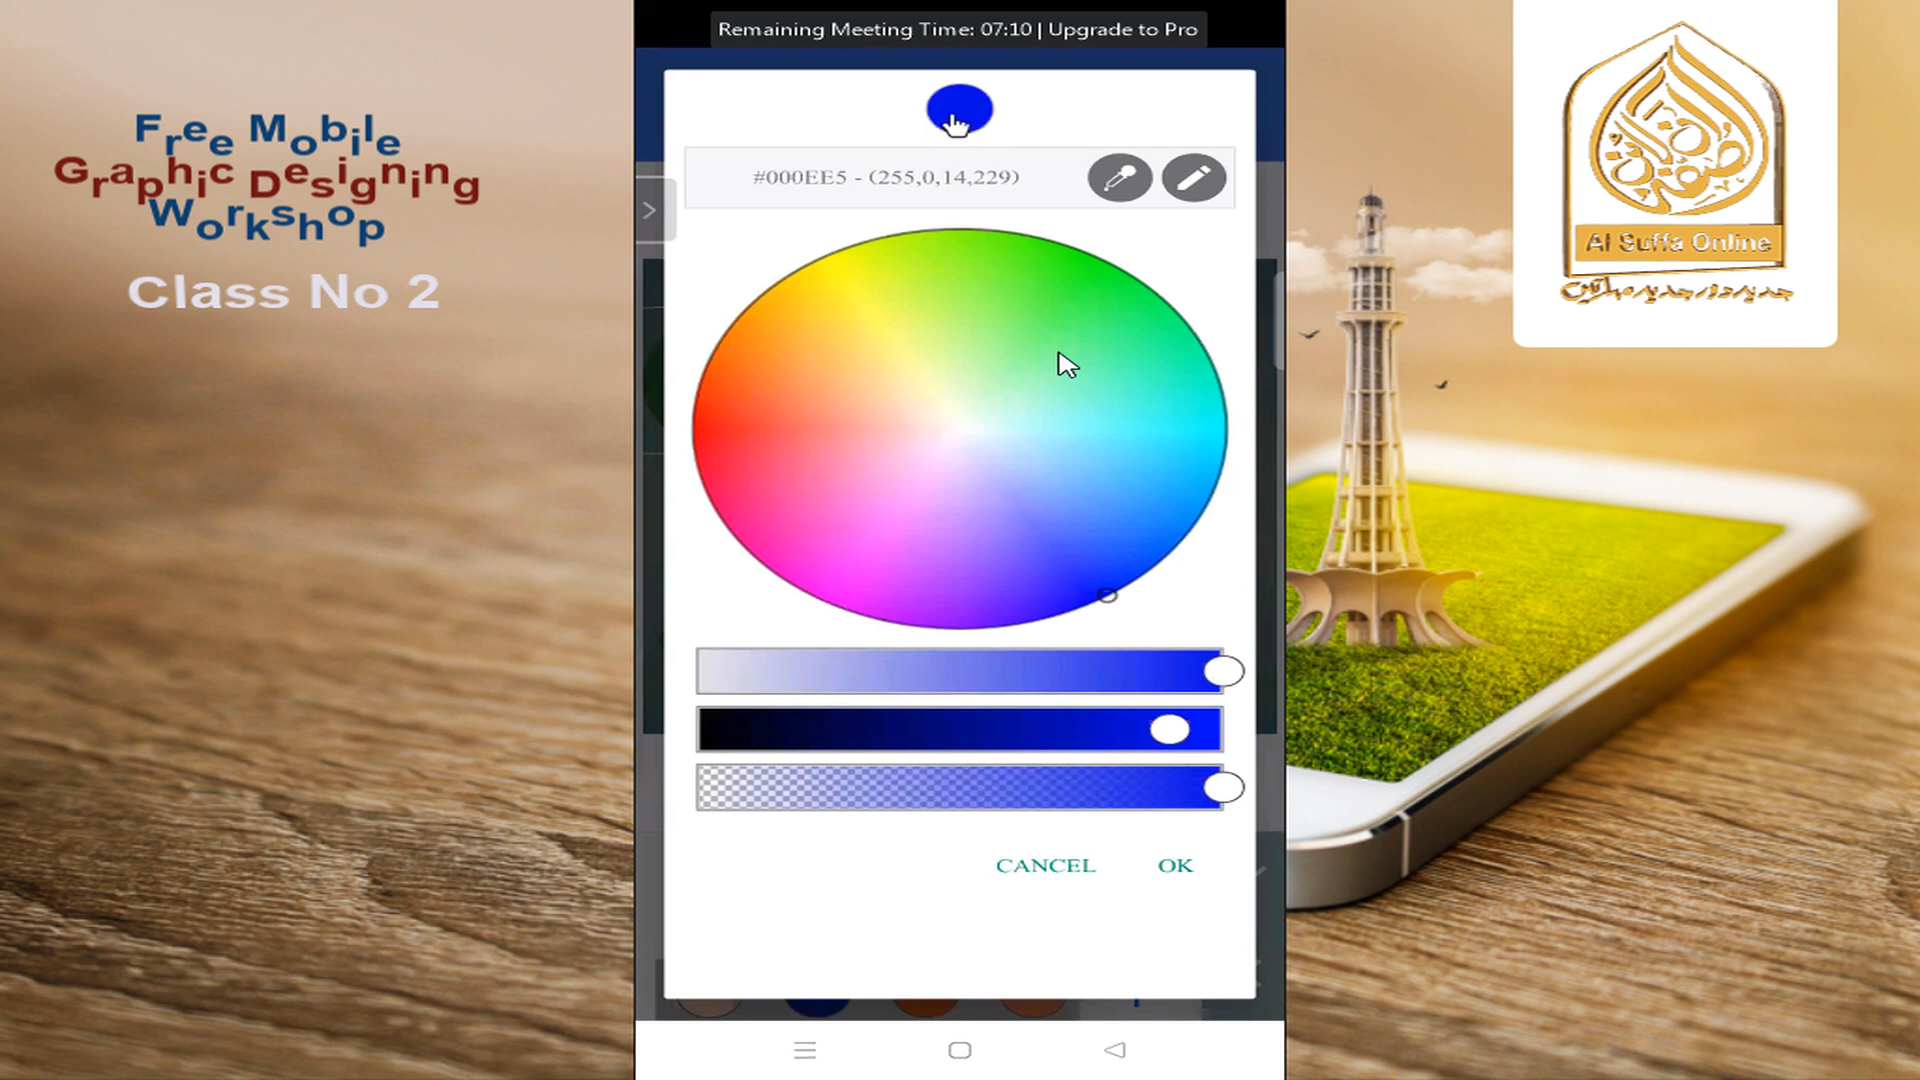 Remaining Meeting Time: 07:10 | Upgrade to Pro
Free Mobile
Graphic Designing
Workshop
Class No 2
#000EE5 - (255,0,14,229)
CANCEL
OK
Al Suffa Online